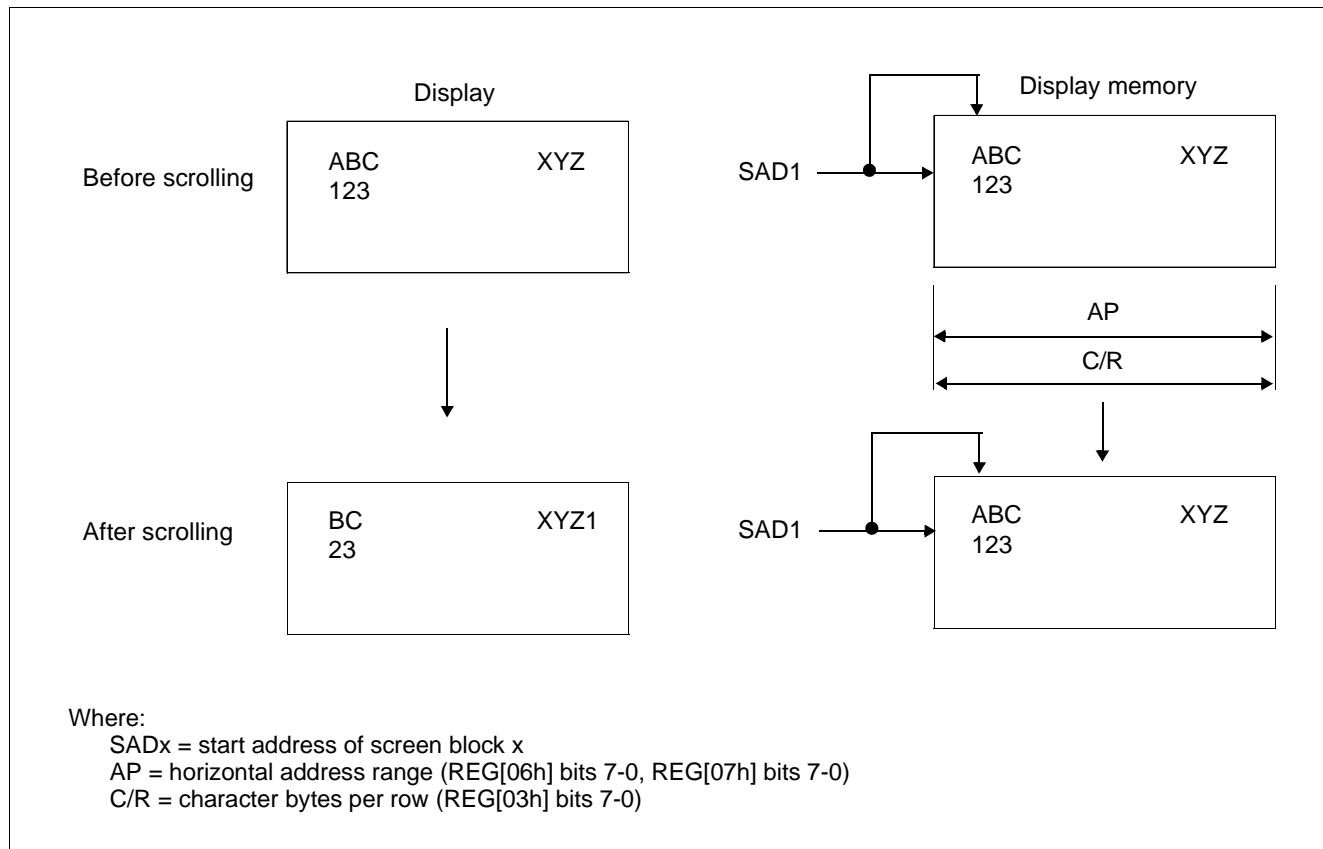 Display
Display memory
Before scrolling
ABC XYZ
123
SAD1
ABC XYZ
123
AP
C/R
After scrolling
BC XYZ1
23
SAD1
ABC XYZ
123
Where:
SADx = start address of screen block x
AP = horizontal address range (REG[06h] bits 7-0, REG[07h] bits 7-0)
C/R = character bytes per row (REG[03h] bits 7-0)